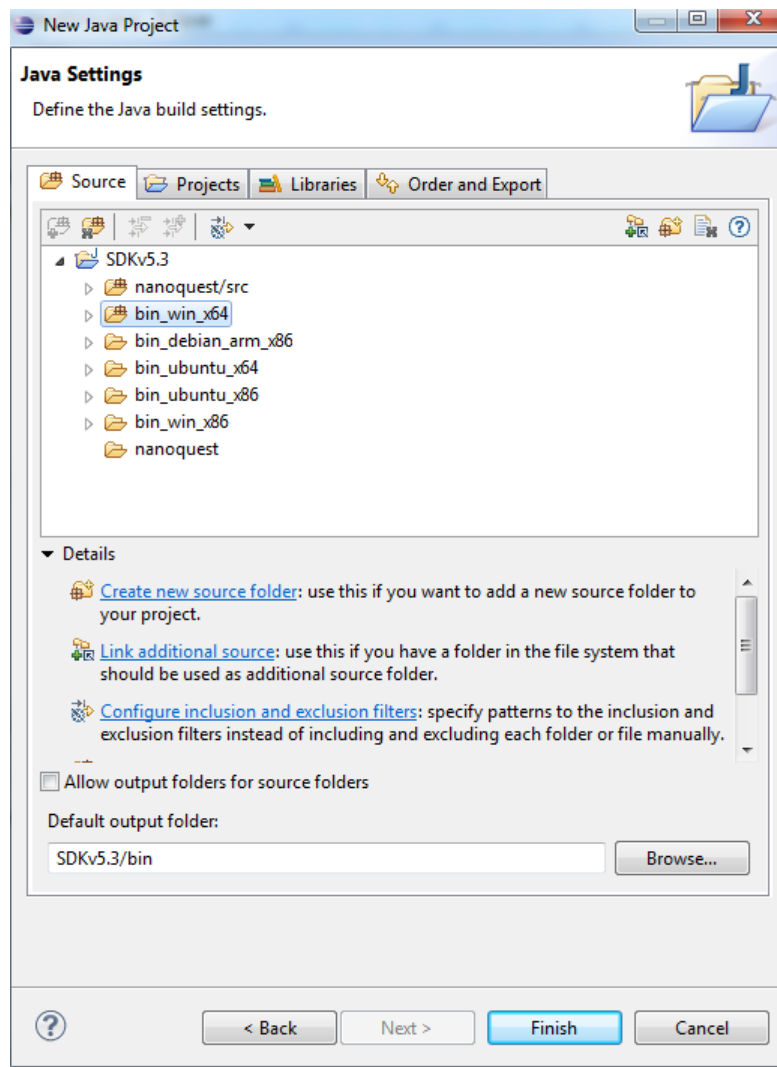 New Java Project
Java Settings
Define the Java build settings.
Source Projects Libraries Order and Export
SDKv5.3
nanoquest/src
bin_win_x64
bin_debian_arm_x86
bin_ubuntu_x64
bin_ubuntu_x86
bin_win_x86
nanoquest
Details
Create new source folder: use this if you want to add a new source folder to
your project.
Link additional source: use this if you have a folder in the file system that
should be used as additional source folder.
Configure inclusion and exclusion filters: specify patterns to the inclusion and
exclusion filters instead of including and excluding each folder or file manually.
Allow output folders for source folders
Default output folder:
SDKv5.3/bin Browse...
< Back Next > Finish Cancel